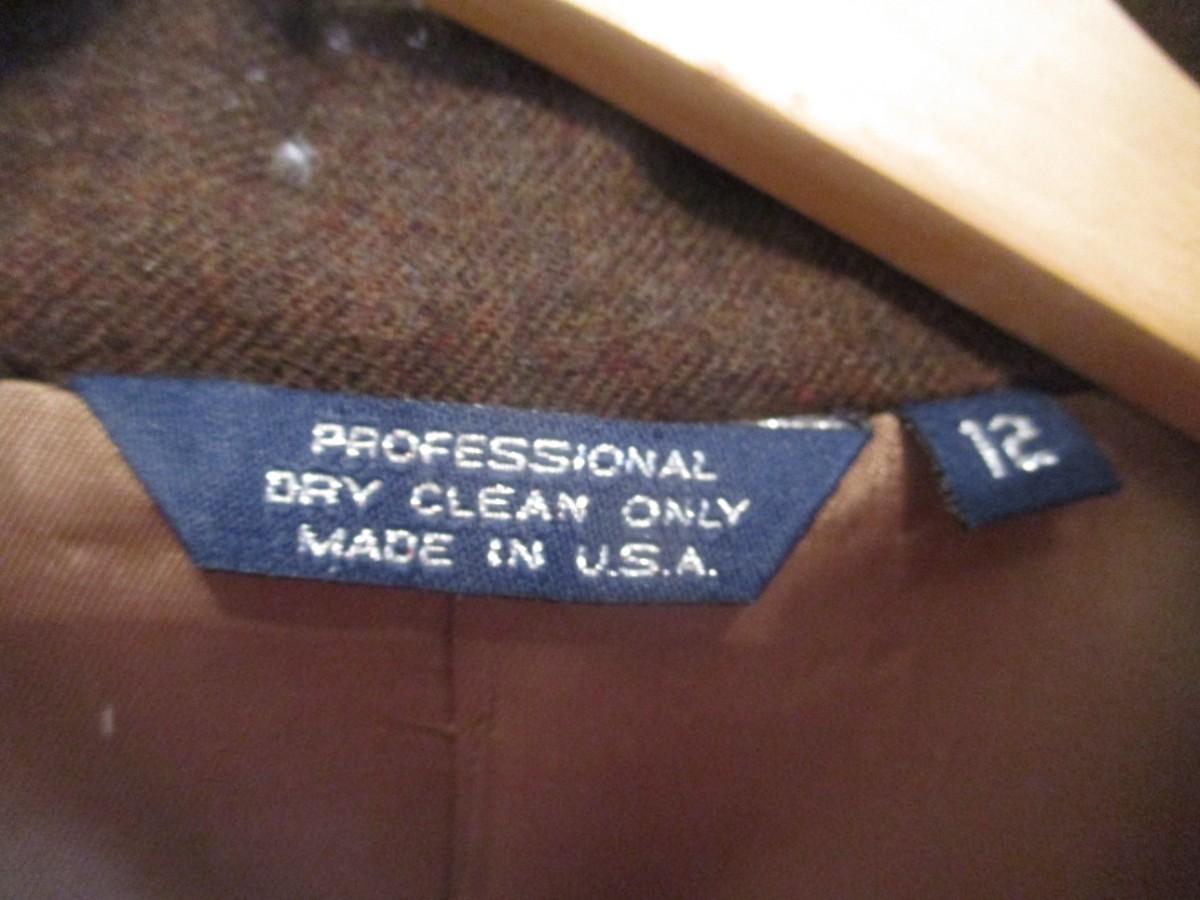 PROFESSIONAL
DRY CLEAN ONLY
MADE IN U.S.A.
12